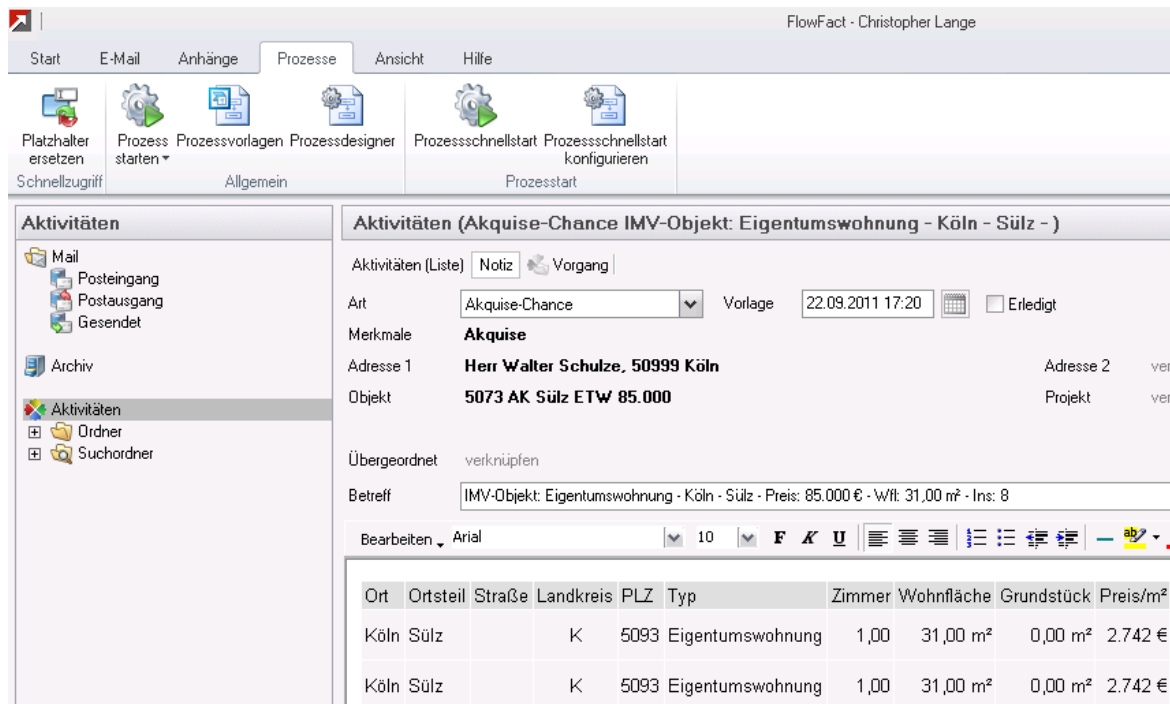 FlowFact - Christopher Lange
Start E-Mail Anhänge Prozesse Ansicht Hilfe
Platzhalter ersetzen
Prozess starten
Prozessvorlagen
Prozessdesigner
Prozessschnellstart
Prozessschnellstart konfigurieren
Schnellzugriff Allgemein Prozesstart
Aktivitäten
Mail
Posteingang
Postausgang
Gesendet
Archiv
Aktivitäten
Ordner
Suchordner
Aktivitäten (Akquise-Chance IMV-Objekt: Eigentumswohnung - Köln - Sülz - )
Aktivitäten (Liste) Notiz Vorgang
Art Akquise-Chance Vorlage 22.09.2011 17:20 Erledigt
Merkmale Akquise
Adresse 1 Herr Walter Schulze, 50999 Köln Adresse 2 ver
Objekt 5073 AK Sülz ETW 85.000 Projekt ver
Übergeordnet verknüpfen
Betreff IMV-Objekt: Eigentumswohnung - Köln - Sülz - Preis: 85.000 € - Wfl: 31,00 m² - Ins: 8
Bearbeiten Arial 10 F K U
Ort Ortsteil Straße Landkreis PLZ Typ Zimmer Wohnfläche Grundstück Preis/m²
Köln Sülz K 5093 Eigentumswohnung 1,00 31,00 m² 0,00 m² 2.742 €
Köln Sülz K 5093 Eigentumswohnung 1,00 31,00 m² 0,00 m² 2.742 €